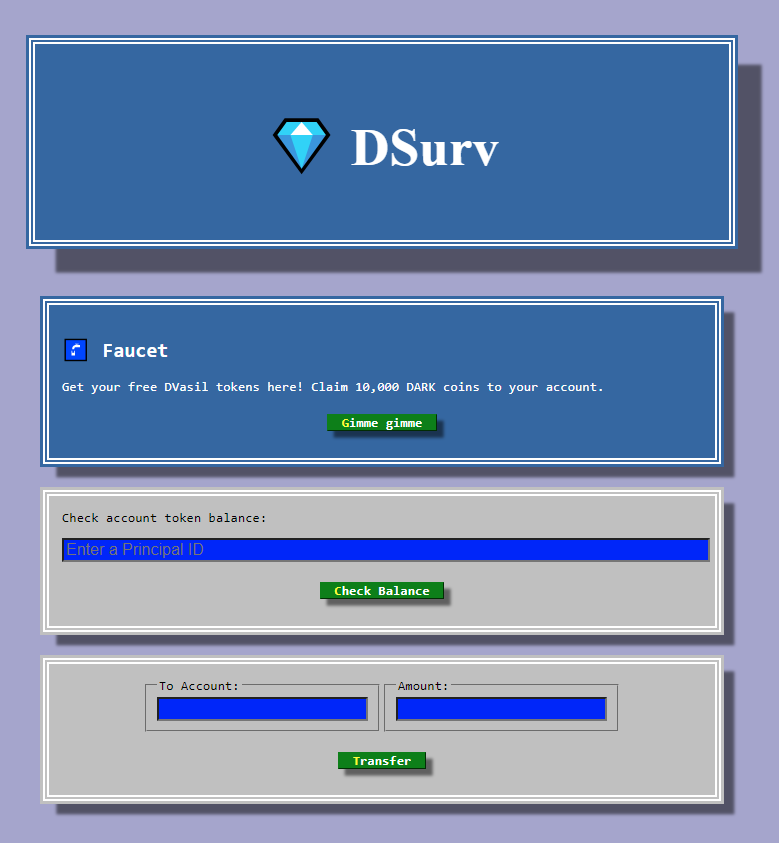 DSurv
Faucet
Get your free DVasil tokens here! Claim 10,000 DARK coins to your account.
Gimme gimme
Check account token balance:
Enter a Principal ID
Check Balance
To Account: Amount:
Transfer